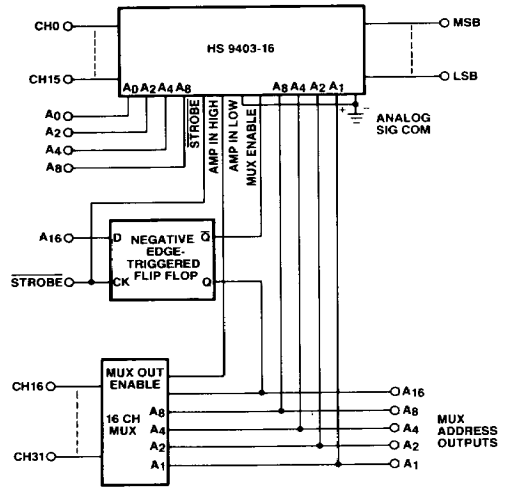 CH0
HS 9403-16
MSB
CH15
LSB
A0 A2 A4 A8
STROBE
AMP IN HIGH
AMP IN LOW
MUX ENABLE
A8 A4 A2 A1
+ −
ANALOG
SIG COM
A0
A2
A4
A8
A16
D
NEGATIVE
EDGE-
TRIGGERED
FLIP FLOP
Q
STROBE
CK
Q
MUX OUT
ENABLE
CH16
16 CH
MUX
CH31
A8
A4
A2
A1
A16
A8
A4
A2
A1
MUX
ADDRESS
OUTPUTS